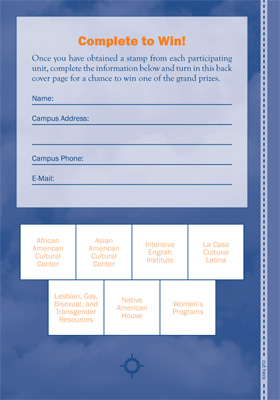 Complete to Win!
Once you have obtained a stamp from each participating
unit, complete the information below and turn in this back
cover page for a chance to win one of the grand prizes.
Name:
Campus Address:
Campus Phone:
E-Mail:
African
American
Cultural
Center
Asian
American
Cultural
Center
Intensive
English
Institute
La Casa
Cultural
Latina
Lesbian, Gay,
Bisexual, and
Transgender
Resources
Native
American
House
Women's
Programs
cut here